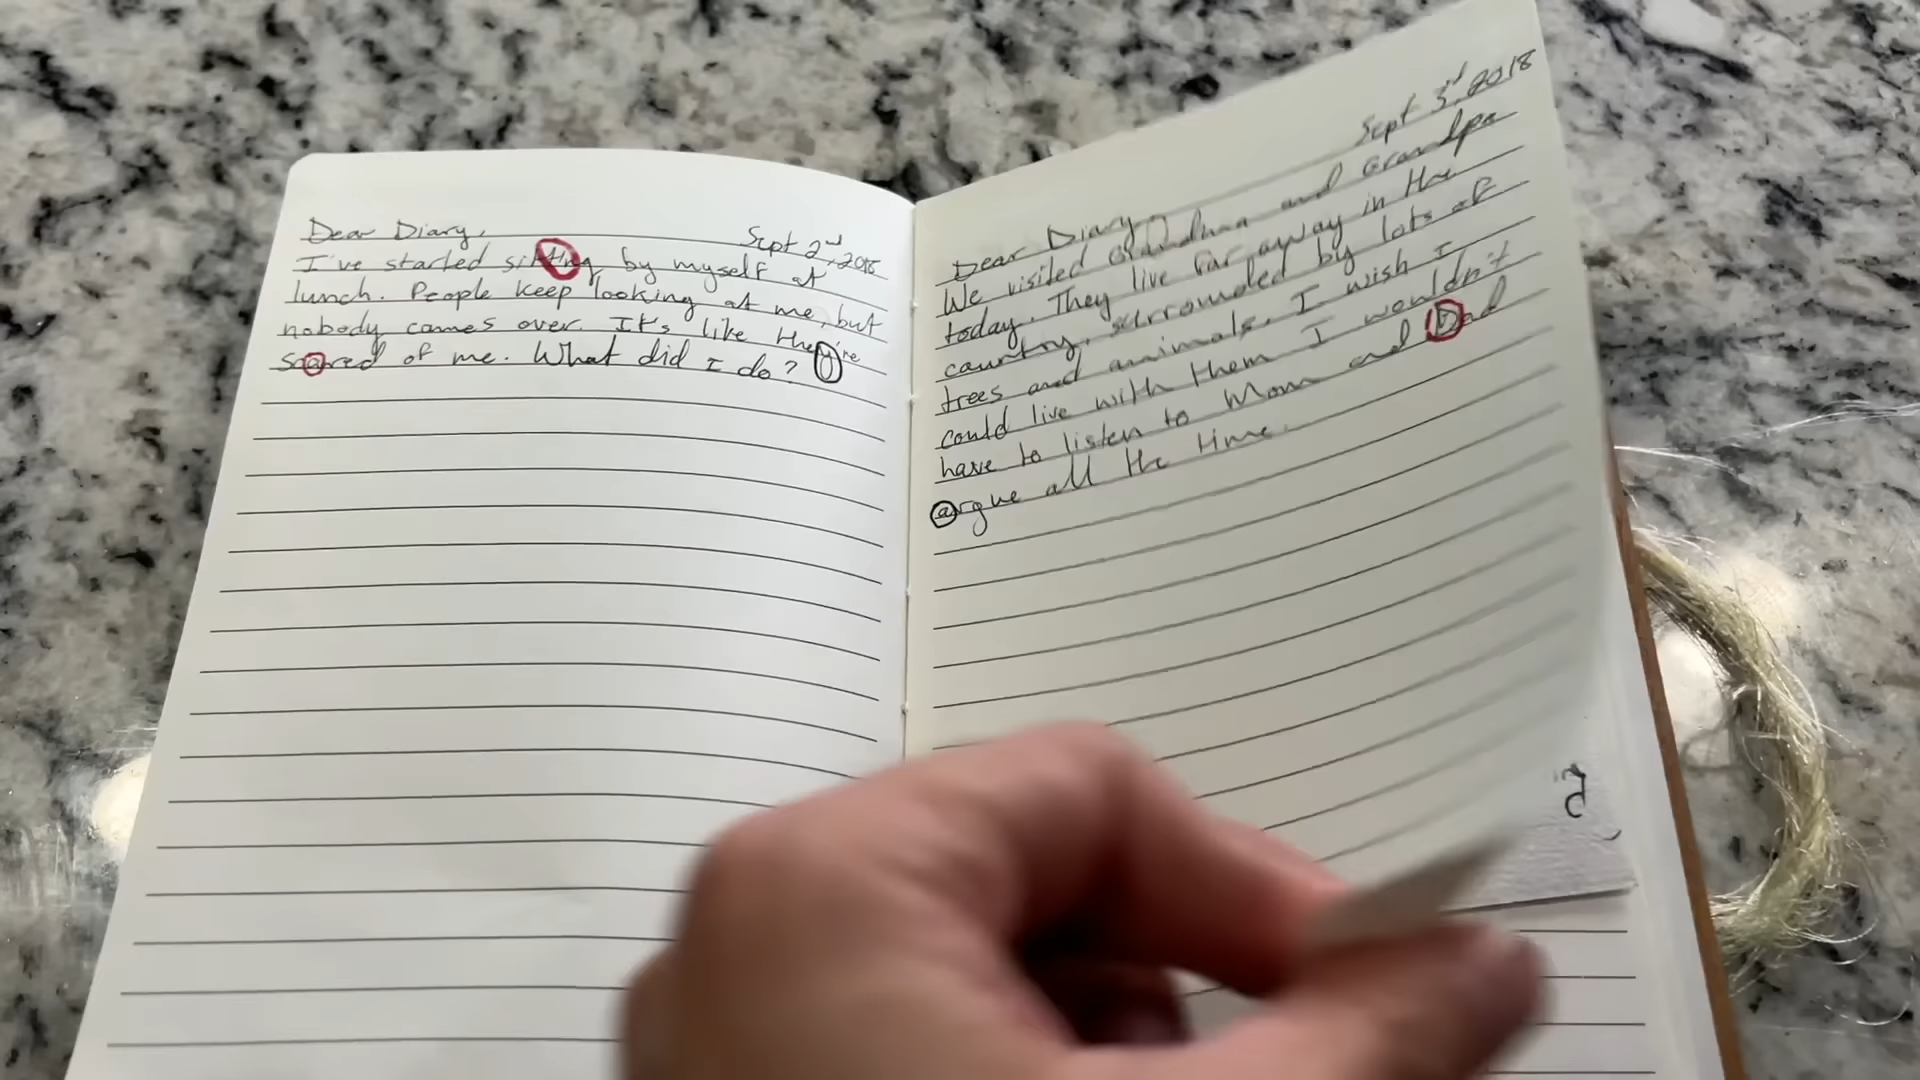 Dear Diary,
Sept 2nd, 2018
I've started sitting by myself at
lunch. People keep looking at me, but
nobody comes over. It's like they're
scared of me. What did I do?
Sept 3rd, 2018
Dear Diary,
We visited Grandma and Grandpa
today. They live far away in the
country, surrounded by lots of
trees and animals. I wish I
could live with them I wouldn't
have to listen to Mom and Dad
argue all the time.